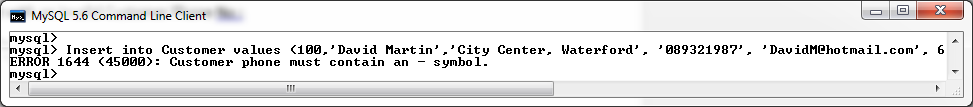 MySQL 5.6 Command Line Client
mysql>
mysql> Insert into Customer values (100,'David Martin','City Center, Waterford', '089321987', 'DavidM@hotmail.com', 6
ERROR 1644 (45000): Customer phone must contain an - symbol.
mysql>